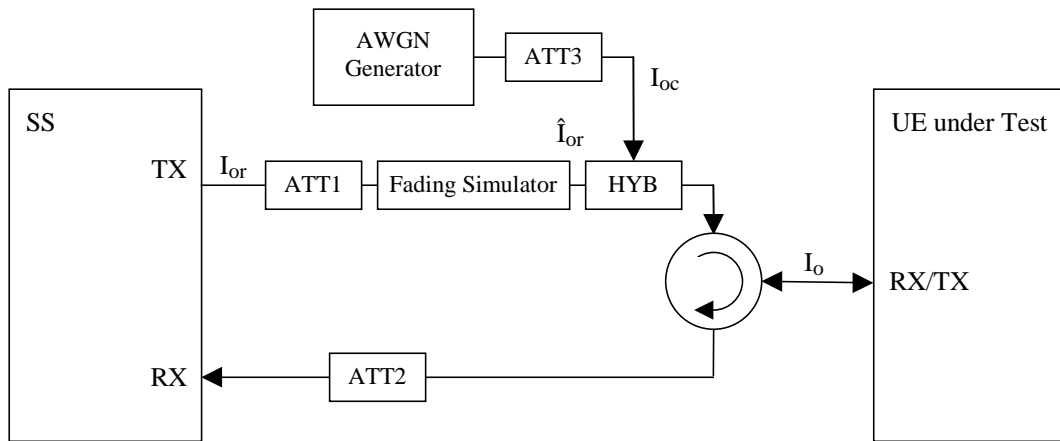 AWGN
Generator
ATT3
I_oc
SS
UE under Test
Î_or
TX
I_or
ATT1
Fading Simulator
HYB
I_o
RX/TX
RX
ATT2